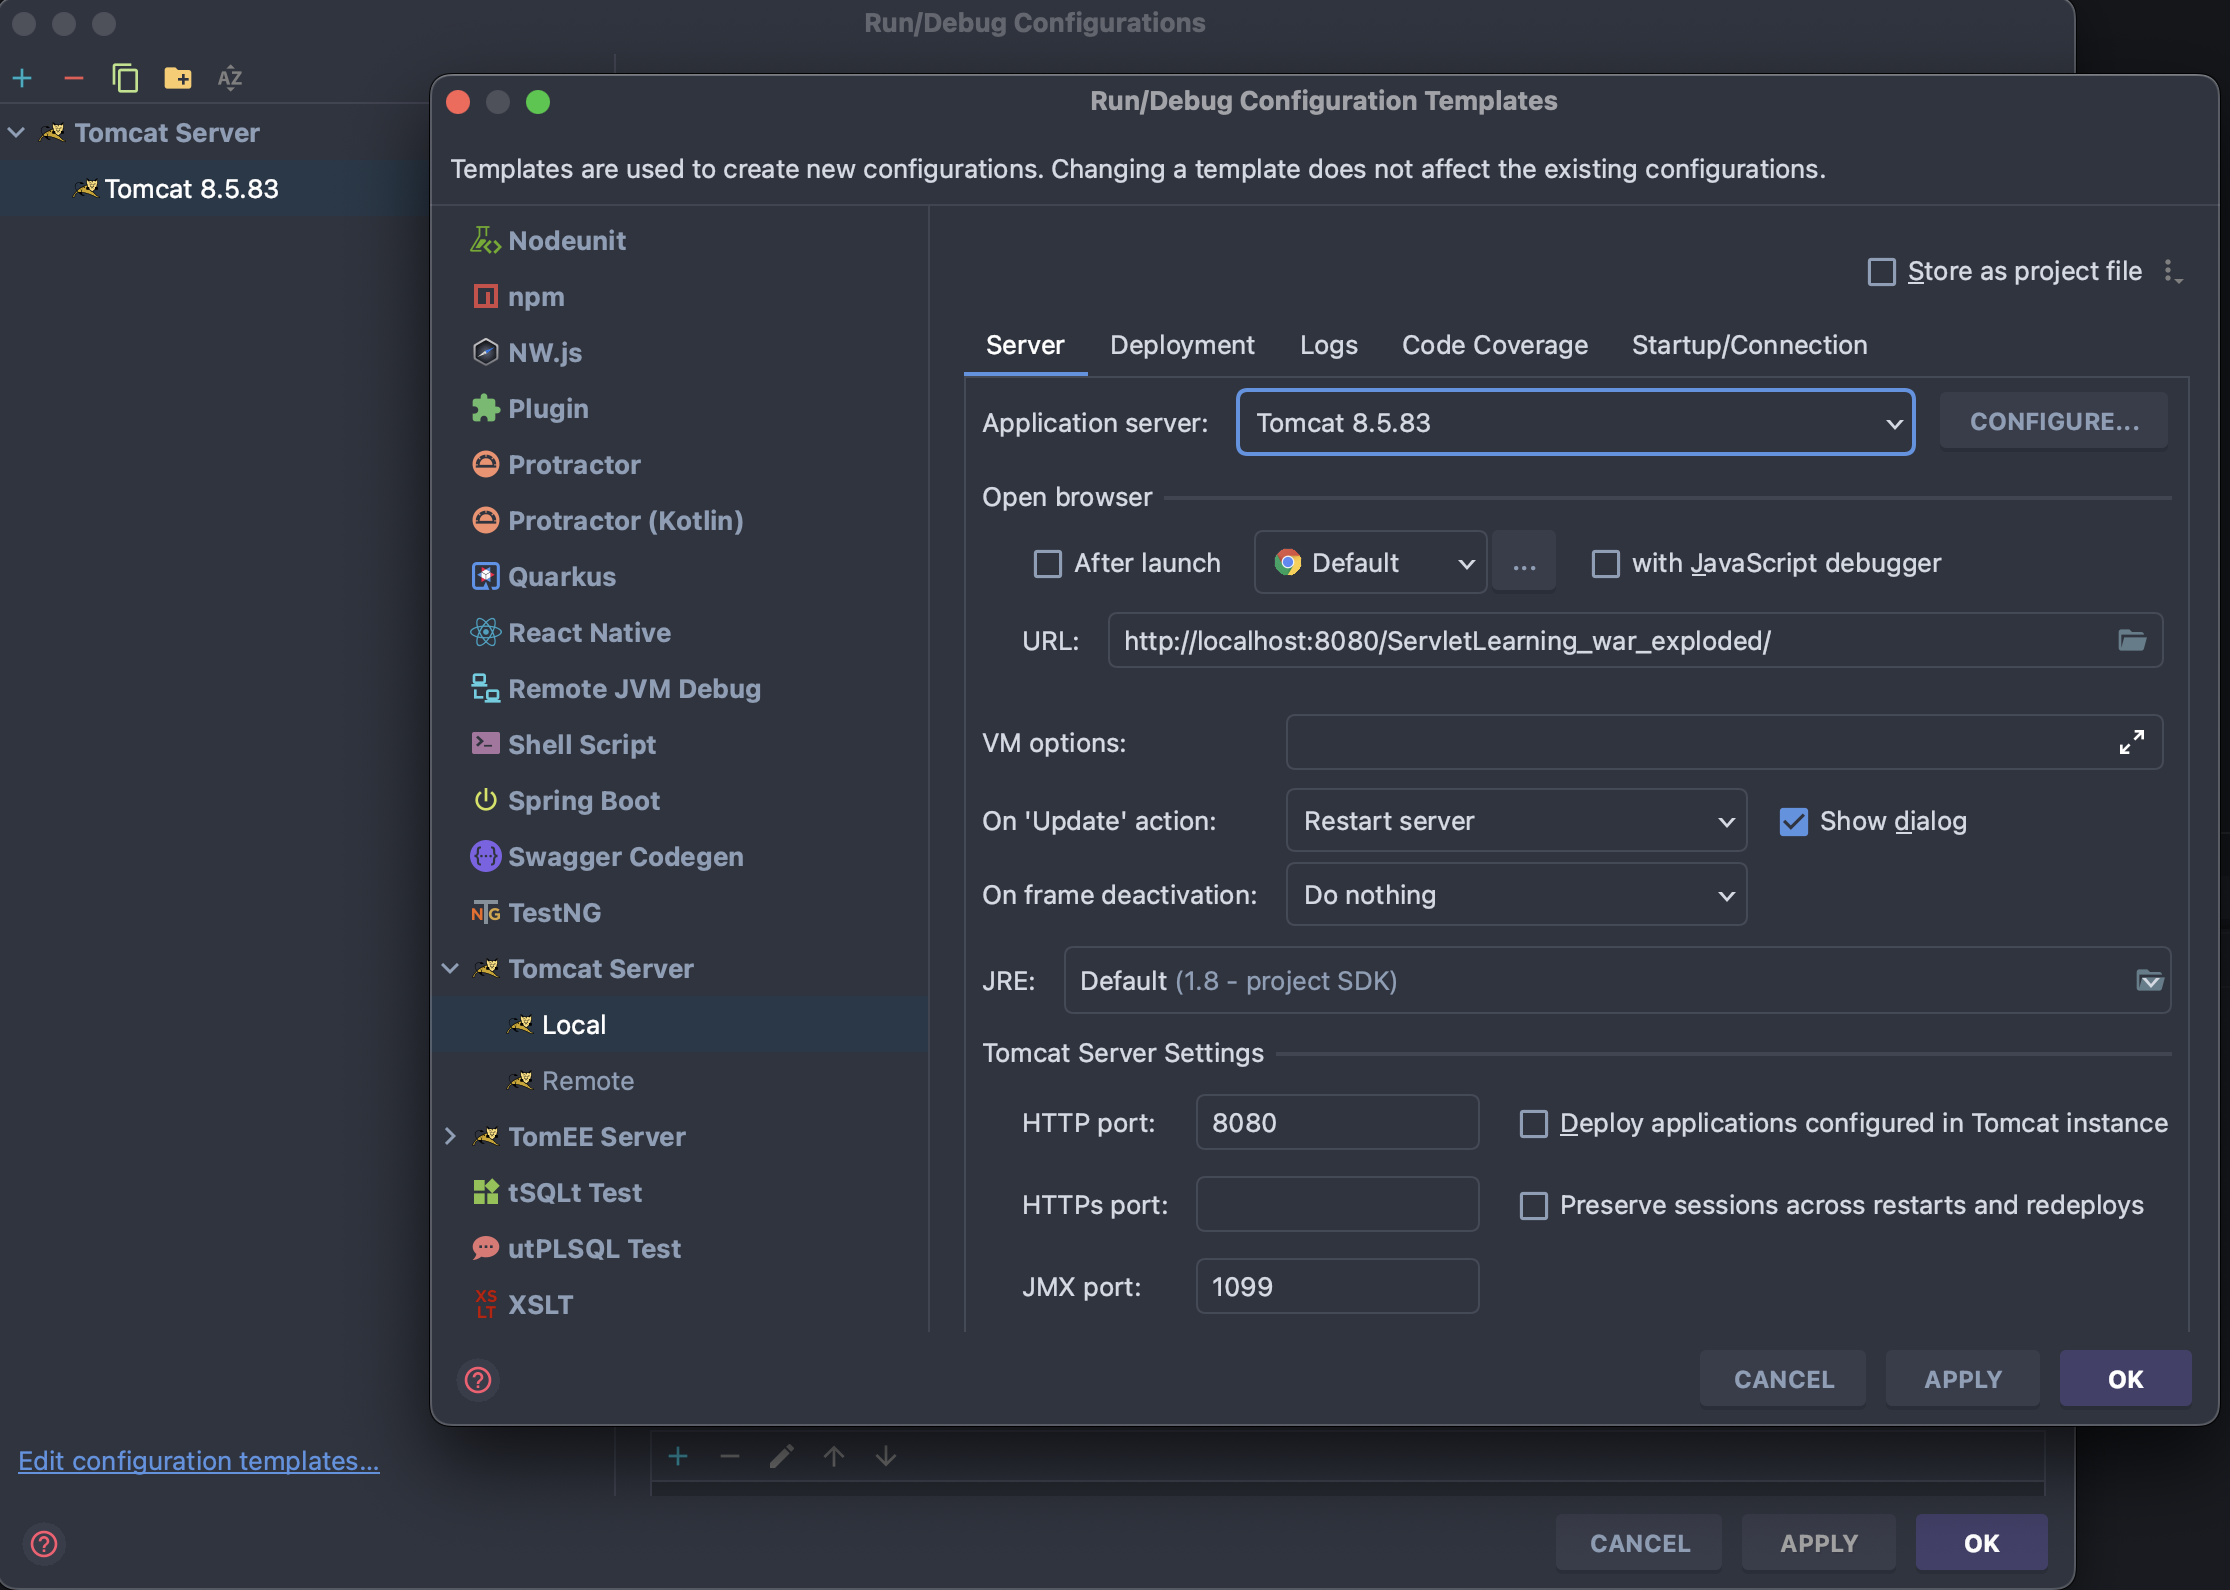 Run/Debug Configurations
Tomcat Server
Tomcat 8.5.83
Run/Debug Configuration Templates
Templates are used to create new configurations. Changing a template does not affect the existing configurations.
Nodeunit
npm
NW.js
Plugin
Protractor
Protractor (Kotlin)
Quarkus
React Native
Remote JVM Debug
Shell Script
Spring Boot
Swagger Codegen
TestNG
Tomcat Server
Local
Remote
TomEE Server
tSQLt Test
utPLSQL Test
XSLT
Store as project file
Server Deployment Logs Code Coverage Startup/Connection
Application server: Tomcat 8.5.83 CONFIGURE...
Open browser
After launch Default ... with JavaScript debugger
URL: http://localhost:8080/ServletLearning_war_exploded/
VM options:
On 'Update' action: Restart server Show dialog
On frame deactivation: Do nothing
JRE: Default (1.8 - project SDK)
Tomcat Server Settings
HTTP port: 8080 Deploy applications configured in Tomcat instance
HTTPs port: Preserve sessions across restarts and redeploys
JMX port: 1099
CANCEL APPLY OK
Edit configuration templates...
CANCEL APPLY OK